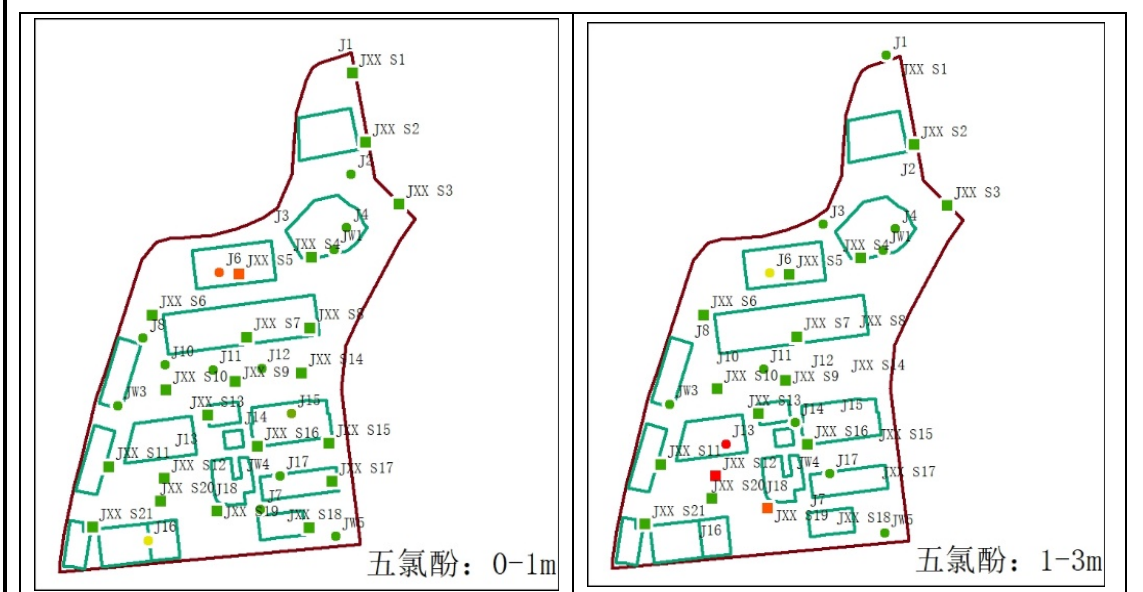 J1
JXX S1
JXX S2
J2
JXX S3
J3
J4
JW1
JXX S4
J6
JXX S5
JXX S6
J8
JXX S7
JXX S8
J10
J11
J12
JXX S14
JXX S10
JXX S9
JW3
JXX S13
J15
J14
J13
JXX S16
JXX S15
JXX S11
JXX S12
JW4
J17
JXX S17
JXX S20
J18
J7
JXX S21
J16
JXX S19
JXX S18
JW5
五氯酚：0-1m
J1
JXX S1
JXX S2
J2
JXX S3
J3
J4
JW1
JXX S4
J6
JXX S5
JXX S6
J8
JXX S7
JXX S8
J10
J11
J12
JXX S14
JXX S10
JXX S9
JW3
JXX S13
J15
J14
J13
JXX S16
JXX S15
JXX S11
JXX S12
JW4
J17
JXX S17
JXX S20
J18
J7
JXX S21
J16
JXX S19
JXX S18
JW5
五氯酚：1-3m